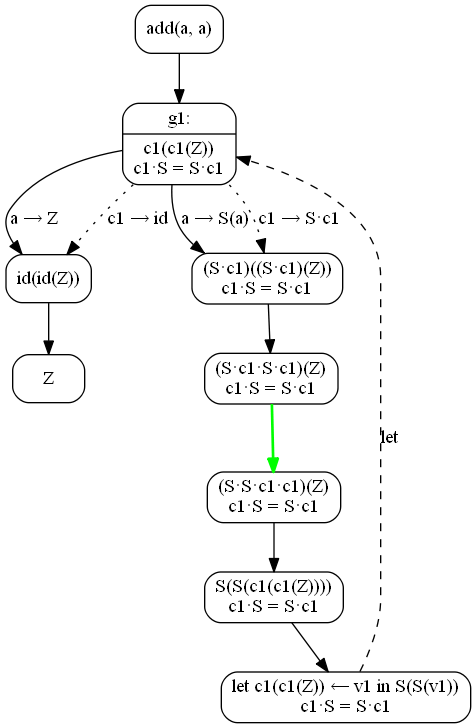 add(a, a)
g1:
c1(c1(Z))
c1·S = S·c1
a → Z
c1 → id
a → S(a)
c1 → S·c1
id(id(Z))
(S·c1)((S·c1)(Z))
c1·S = S·c1
Z
(S·c1·S·c1)(Z)
c1·S = S·c1
let
(S·S·c1·c1)(Z)
c1·S = S·c1
S(S(c1(c1(Z))))
c1·S = S·c1
let c1(c1(Z)) ← v1 in S(S(v1))
c1·S = S·c1